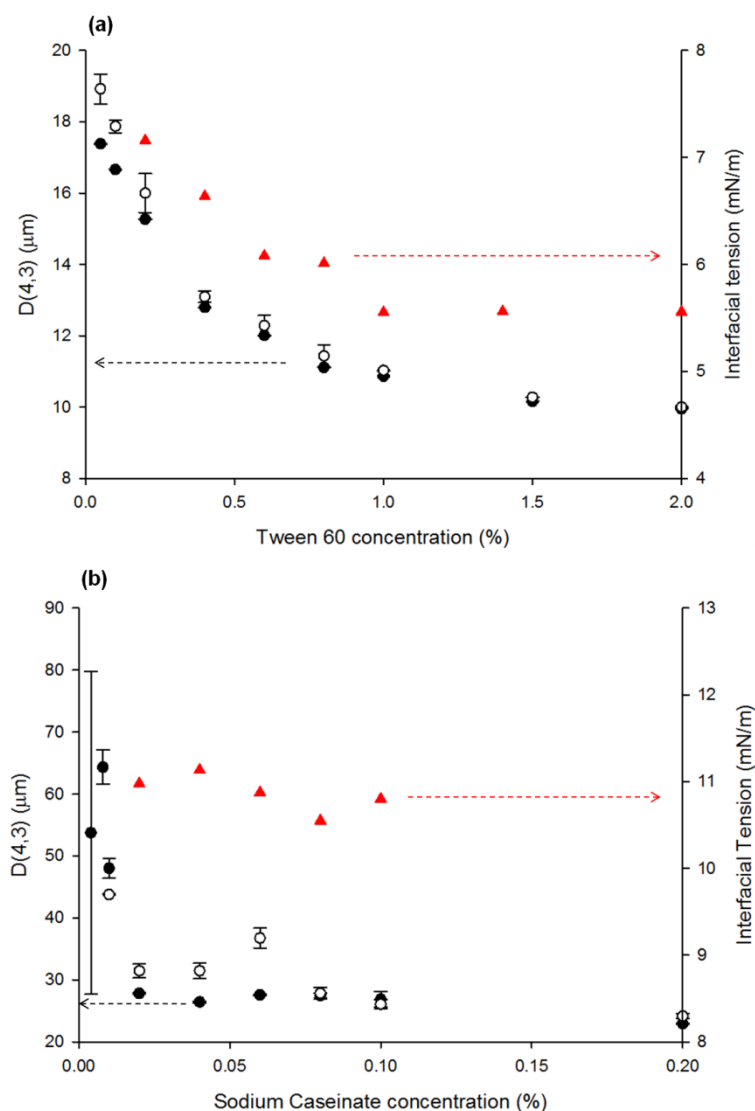 (a)
20
18
16
14
12
10
8
D(4,3) (μm)
8
7
6
5
4
Interfacial tension (mN/m)
0.0 0.5 1.0 1.5 2.0
Tween 60 concentration (%)
(b)
90
80
70
60
50
40
30
20
D(4,3) (μm)
13
12
11
10
9
8
Interfacial Tension (mN/m)
0.00 0.05 0.10 0.15 0.20
Sodium Caseinate concentration (%)